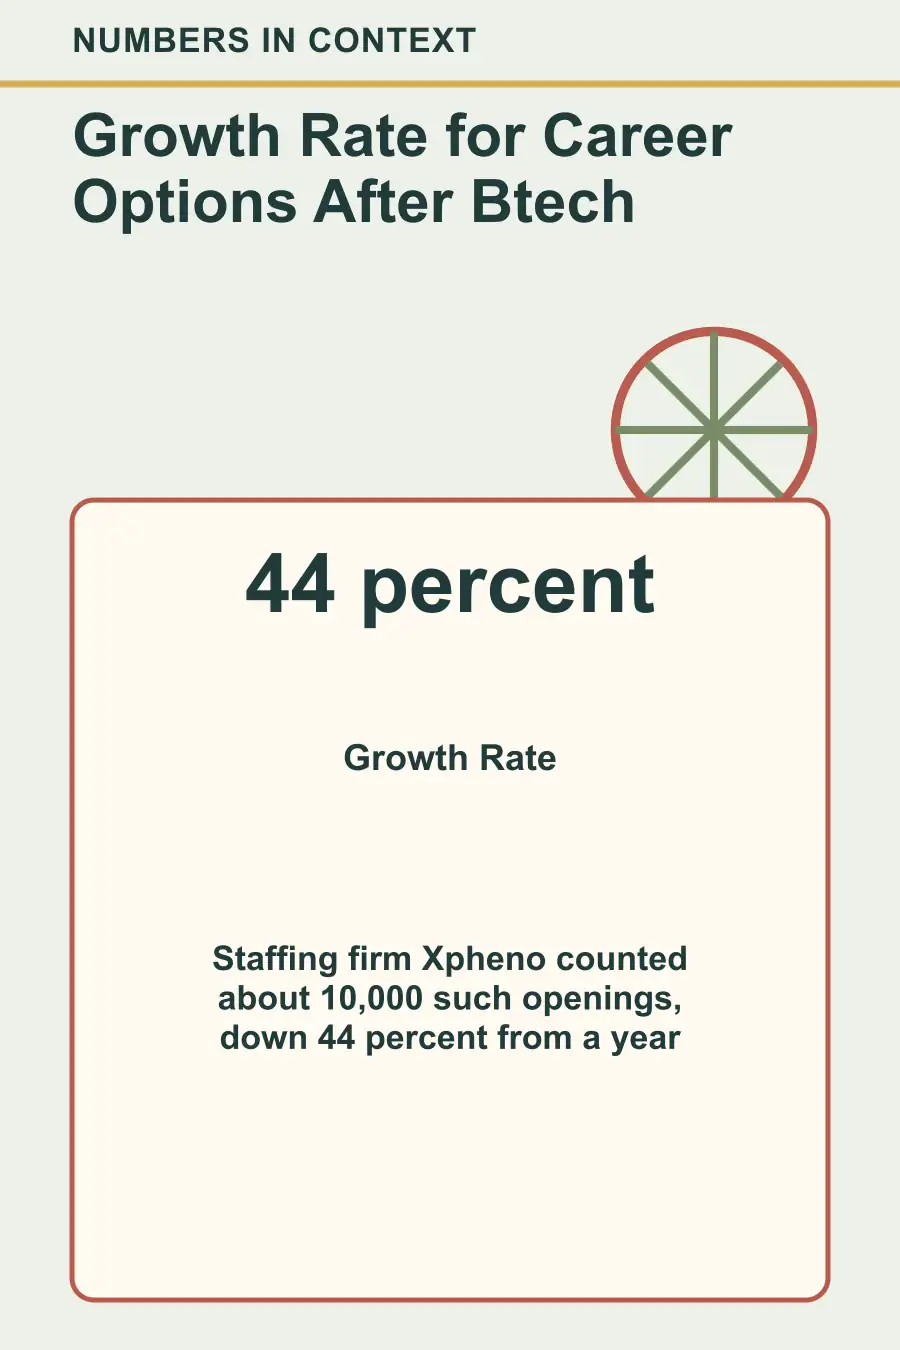 NUMBERS IN CONTEXT
Growth Rate for Career
Options After Btech
44 percent
Growth Rate
Staffing firm Xpheno counted
about 10,000 such openings,
down 44 percent from a year